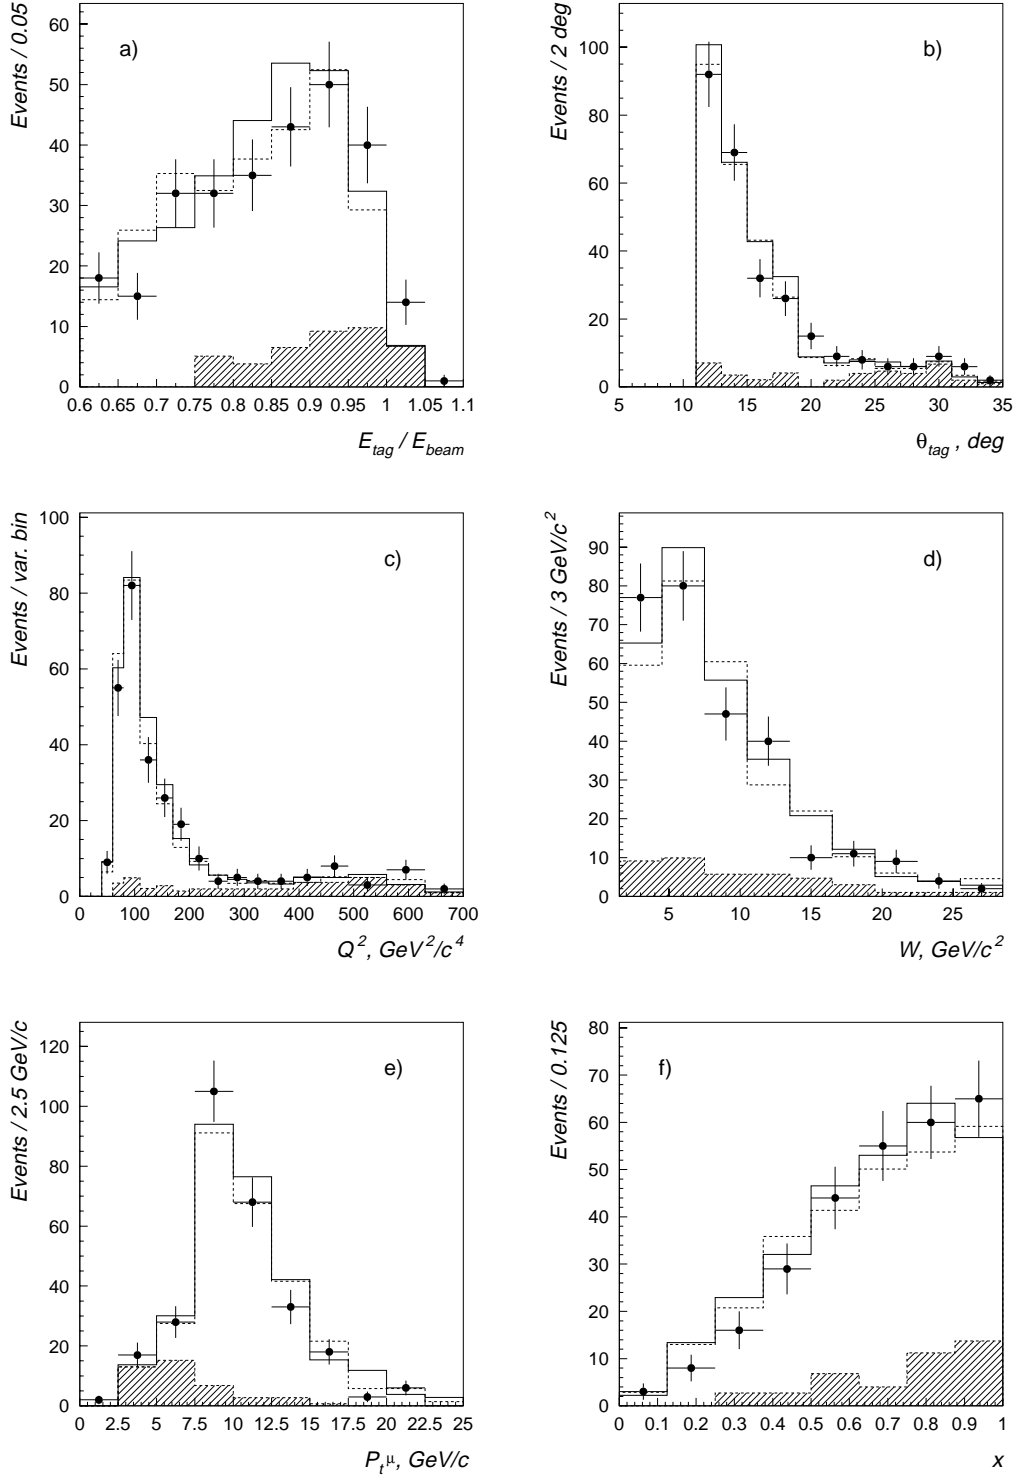 Events / 0.05
a)
60
50
40
30
20
10
0
0.6 0.65 0.7 0.75 0.8 0.85 0.9 0.95 1 1.05 1.1
E_tag / E_beam
Events / 2 deg
b)
100
80
60
40
20
0
5 10 15 20 25 30 35
θ_tag , deg
Events / var. bin
c)
100
80
60
40
20
0
0 100 200 300 400 500 600 700
Q², GeV²/c⁴
Events / 3 GeV/c²
d)
90
80
70
60
50
40
30
20
10
0
5 10 15 20 25
W, GeV/c²
Events / 2.5 GeV/c
e)
120
100
80
60
40
20
0
0 2.5 5 7.5 10 12.5 15 17.5 20 22.5 25
P_t^μ, GeV/c
Events / 0.125
f)
80
70
60
50
40
30
20
10
0
0 0.1 0.2 0.3 0.4 0.5 0.6 0.7 0.8 0.9 1
x